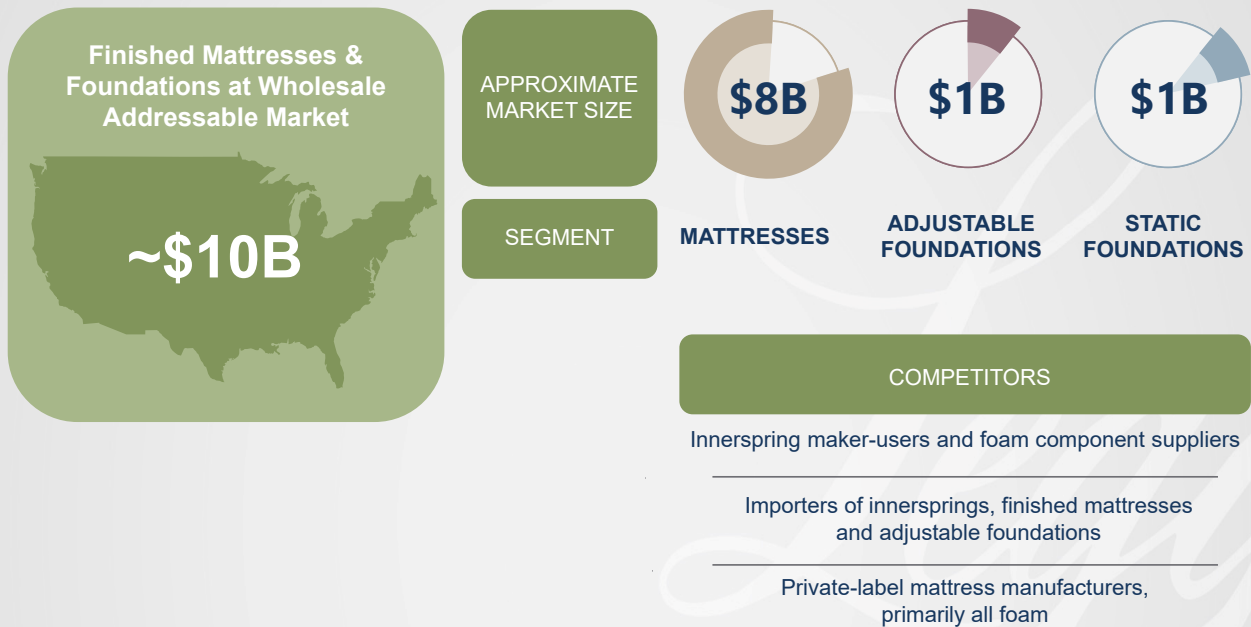 Finished Mattresses &
Foundations at Wholesale
Addressable Market
~$10B
APPROXIMATE
MARKET SIZE
$8B
$1B
$1B
SEGMENT
MATTRESSES
ADJUSTABLE
FOUNDATIONS
STATIC
FOUNDATIONS
COMPETITORS
Innerspring maker-users and foam component suppliers
Importers of innersprings, finished mattresses
and adjustable foundations
Private-label mattress manufacturers,
primarily all foam